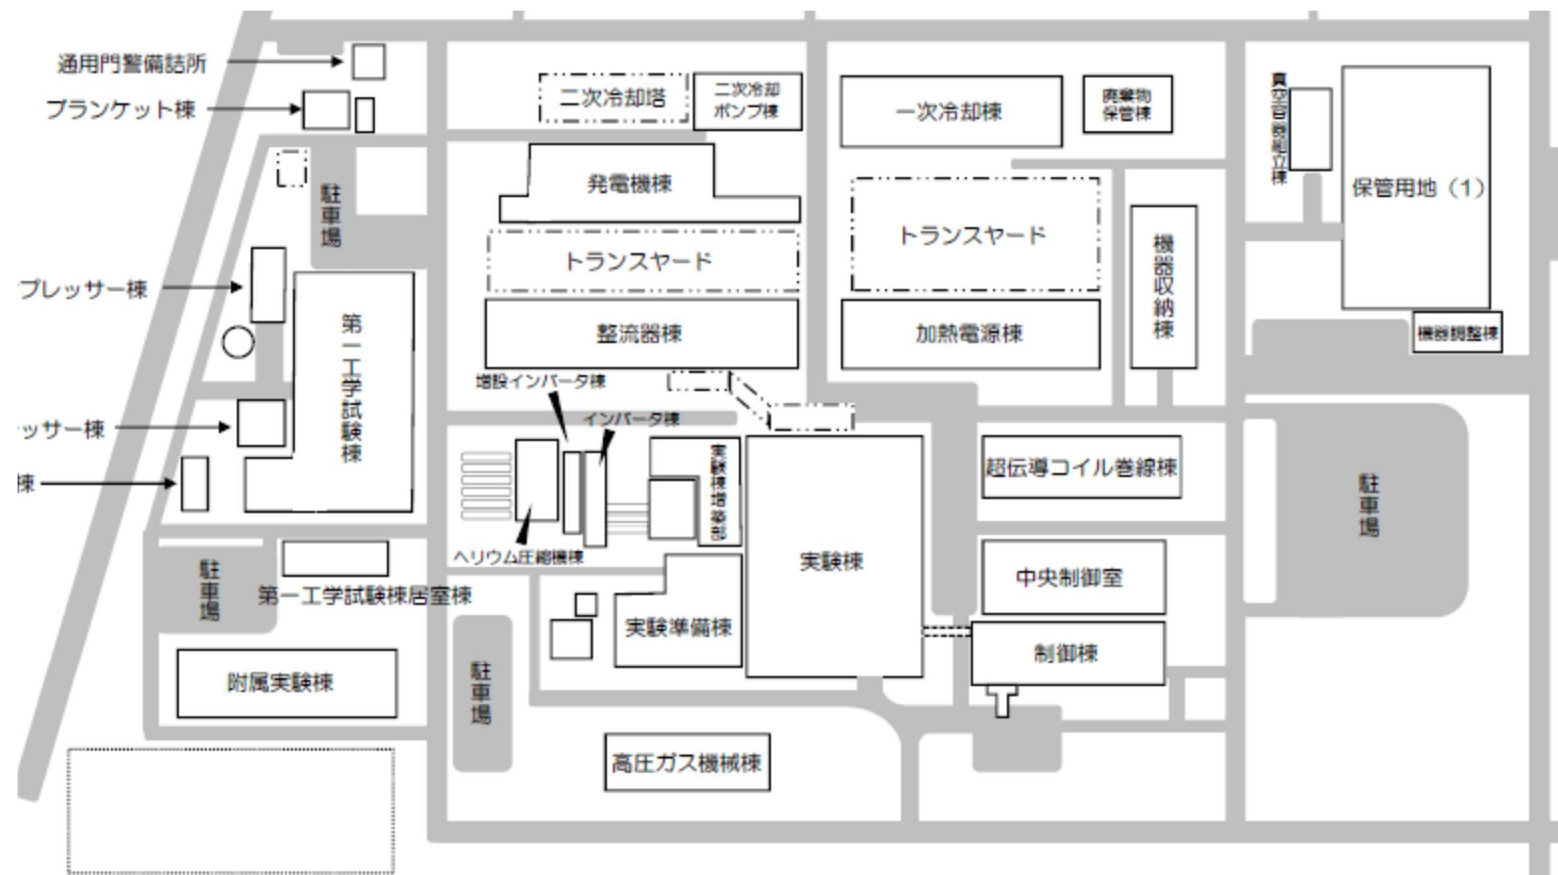 通用門警備詰所
ブランケット棟
二次冷却塔
二次冷却
ポンプ棟
一次冷却棟
廃棄物
保管棟
真空容器組立棟
保管用地（1）
発電機棟
駐車場
トランスヤード
トランスヤード
機器収納棟
プレッサー棟
第一工学試験棟
整流器棟
加熱電源棟
機器調整棟
増設インバータ棟
インバータ棟
ッサー棟
実験棟増築部
超伝導コイル巻線棟
棟
駐車場
ヘリウム圧縮機棟
実験棟
中央制御室
駐車場
第一工学試験棟居室棟
実験準備棟
制御棟
附属実験棟
駐車場
高圧ガス機械棟